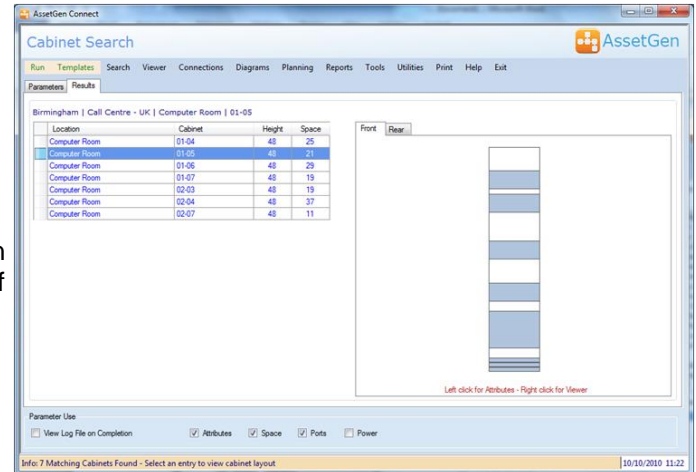 AssetGen Connect
Cabinet Search
AssetGen
Run Templates Search Viewer Connections Diagrams Planning Reports Tools Utilities Print Help Exit
Parameters Results
Birmingham | Call Centre - UK | Computer Room | 01-05
Location Cabinet Height Space
Computer Room 01-04 48 25
Computer Room 01-05 48 21
Computer Room 01-06 48 29
Computer Room 01-07 48 19
Computer Room 02-03 48 19
Computer Room 02-04 48 37
Computer Room 02-07 48 11
Front Rear
Left click for Attributes - Right click for Viewer
Parameter Use
View Log File on Completion Attributes Space Ports Power
Info: 7 Matching Cabinets Found - Select an entry to view cabinet layout
10/10/2010 11:22